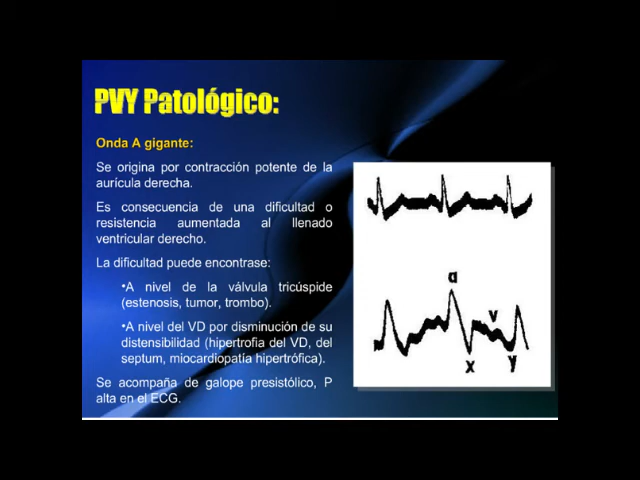 PVY Patológico:
Onda A gigante:
Se origina por contracción potente de la
aurícula derecha.
Es consecuencia de una dificultad o
resistencia aumentada al llenado
ventricular derecho.
La dificultad puede encontrase:
•A nivel de la válvula tricúspide
(estenosis, tumor, trombo).
•A nivel del VD por disminución de su
distensibilidad (hipertrofia del VD, del
septum, miocardiopatía hipertrófica).
Se acompaña de galope presistólico, P
alta en el ECG.
a
v
x
y